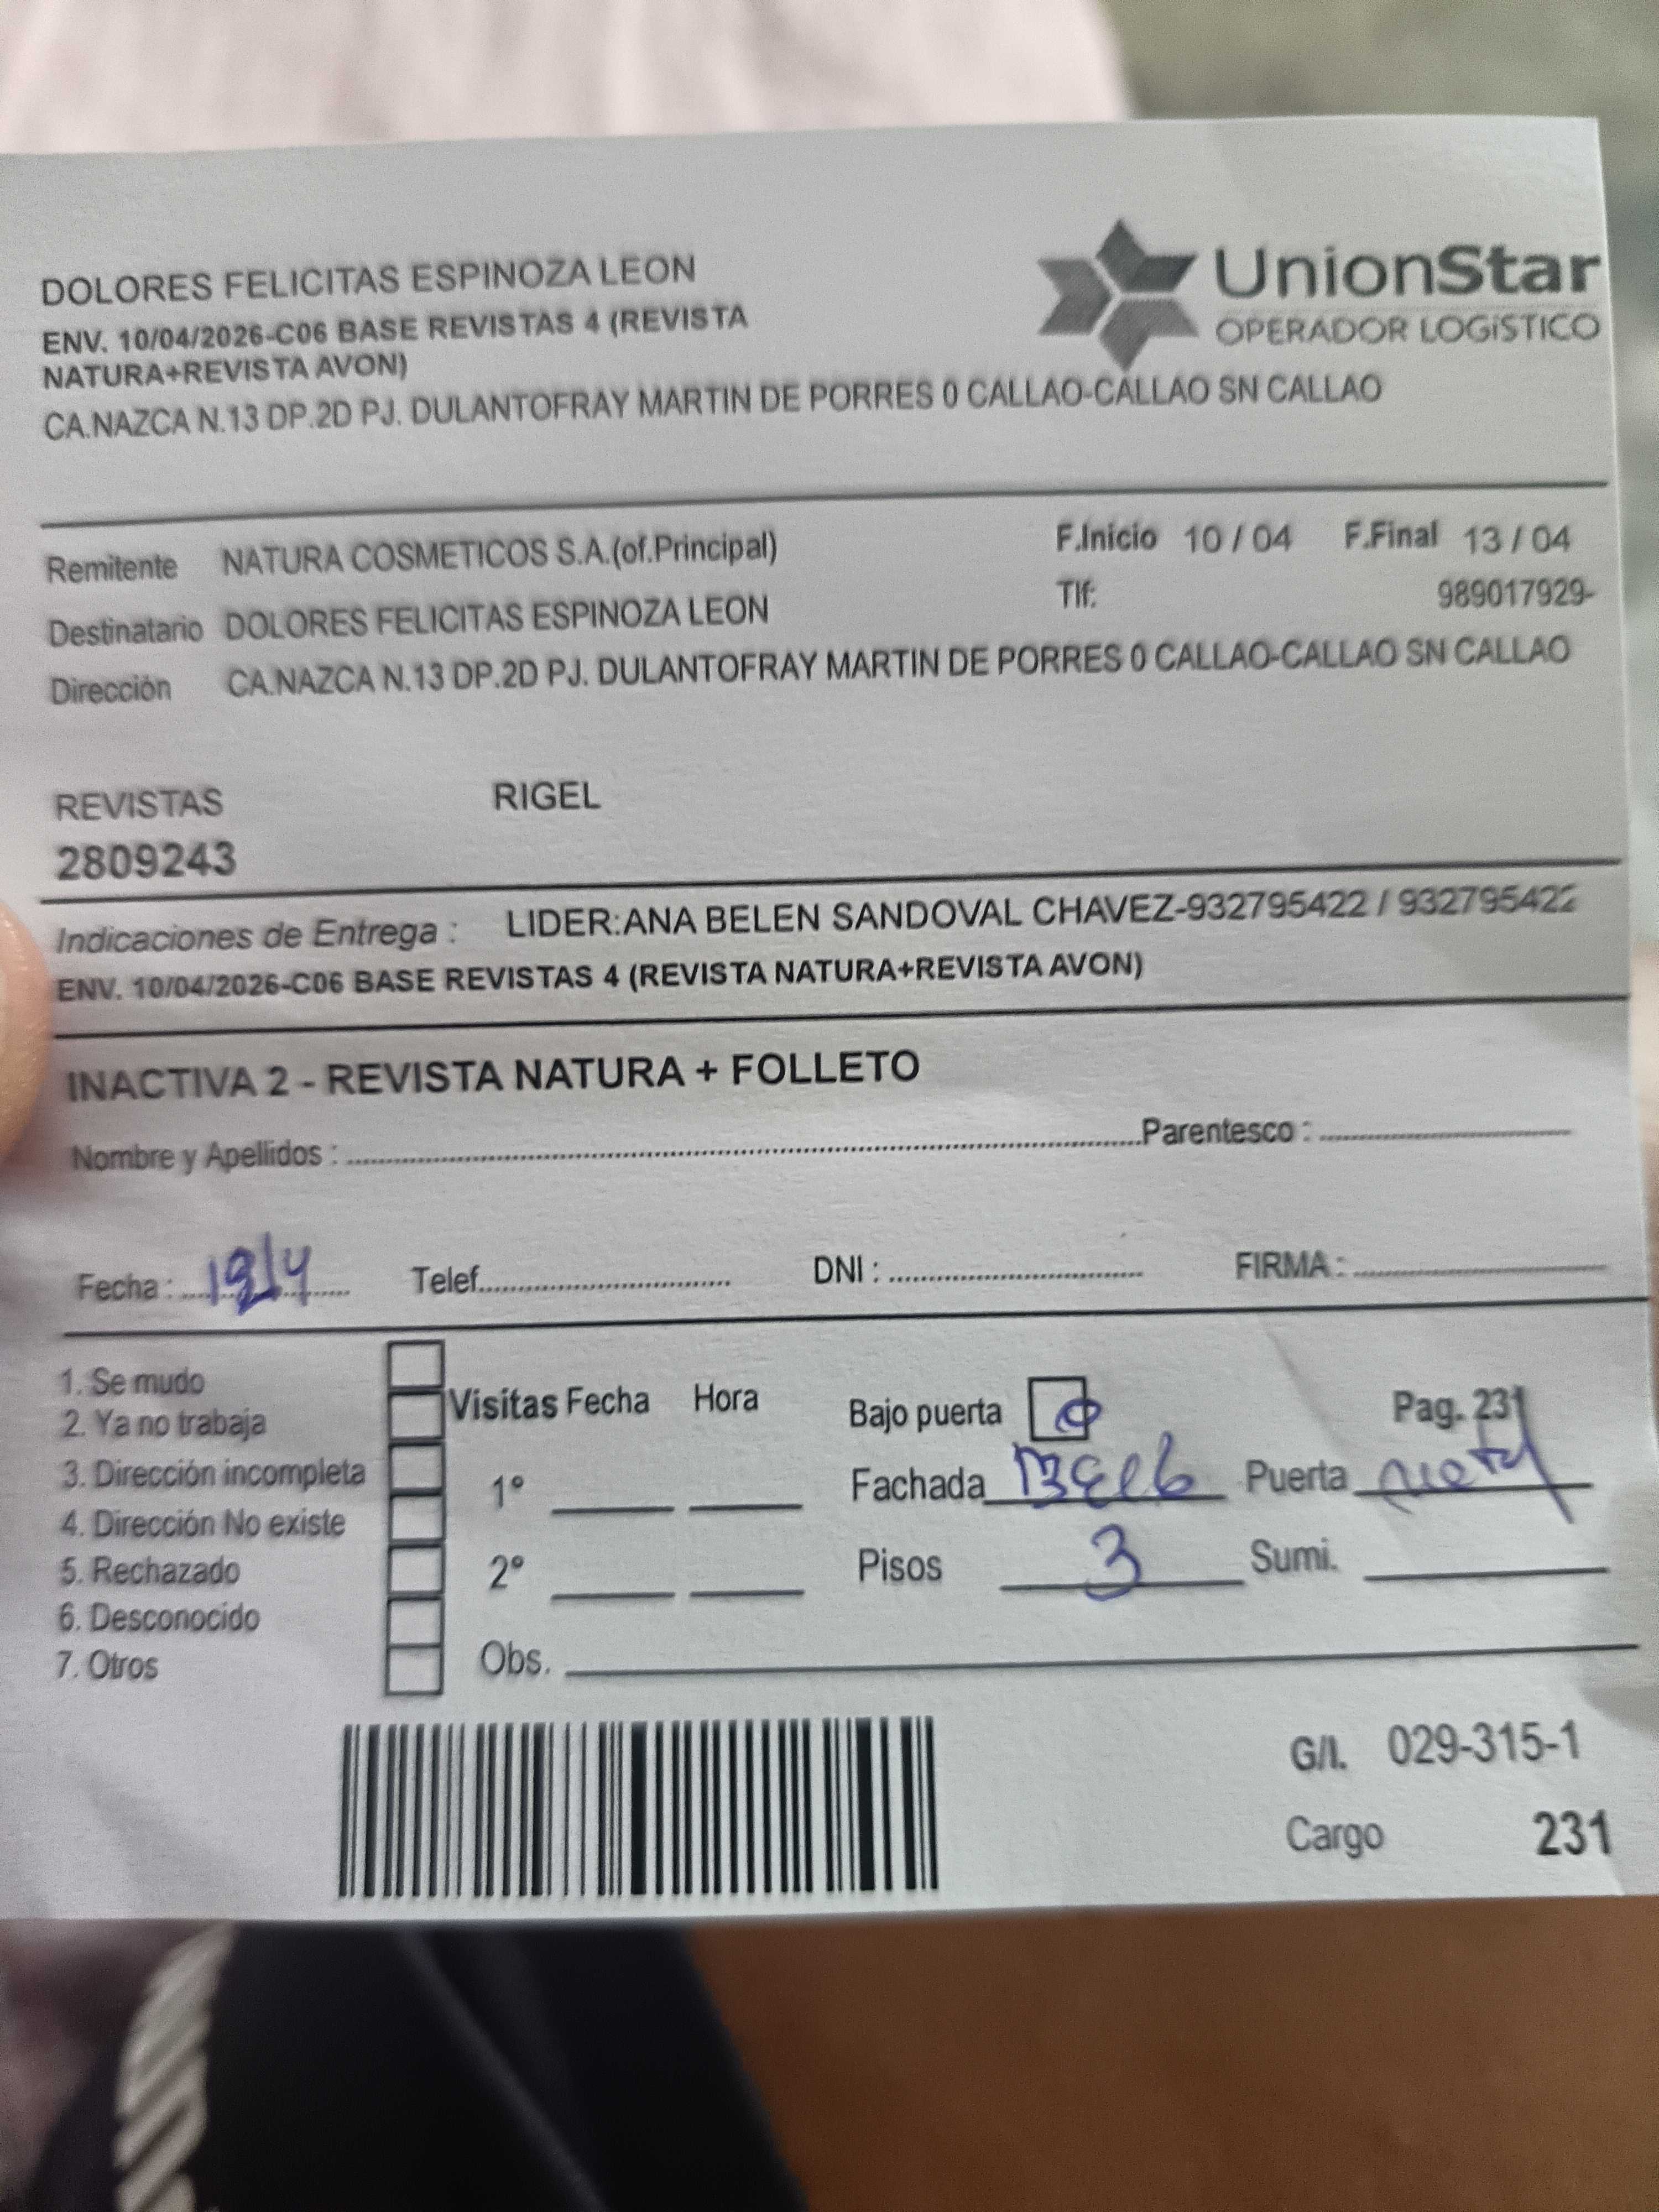 DOLORES FELICITAS ESPINOZA LEON
UnionStar
OPERADOR LOGÍSTICO
ENV. 10/04/2026-C06 BASE REVISTAS 4 (REVISTA
NATURA+REVISTA AVON)
CA.NAZCA N.13 DP.2D PJ. DULANTOFRAY MARTIN DE PORRES 0 CALLAO-CALLAO SN CALLAO
Remitente NATURA COSMETICOS S.A.(of.Principal) F.Inicio 10 / 04 F.Final 13 / 04
Destinatario DOLORES FELICITAS ESPINOZA LEON Tlf: 989017929-
Dirección CA.NAZCA N.13 DP.2D PJ. DULANTOFRAY MARTIN DE PORRES 0 CALLAO-CALLAO SN CALLAO
REVISTAS RIGEL
2809243
Indicaciones de Entrega : LIDER:ANA BELEN SANDOVAL CHAVEZ-932795422 / 932795422
ENV. 10/04/2026-C06 BASE REVISTAS 4 (REVISTA NATURA+REVISTA AVON)
INACTIVA 2 - REVISTA NATURA + FOLLETO
Nombre y Apellidos : Parentesco :
Fecha : Telef. DNI : FIRMA :
1. Se mudo
2. Ya no trabaja
3. Dirección incompleta
4. Dirección No existe
5. Rechazado
6. Desconocido
7. Otros
Visitas Fecha Hora
1°
2°
Obs.
Bajo puerta Pag. 231
Fachada Puerta
Pisos 3 Sumi.
G/I. 029-315-1
Cargo 231